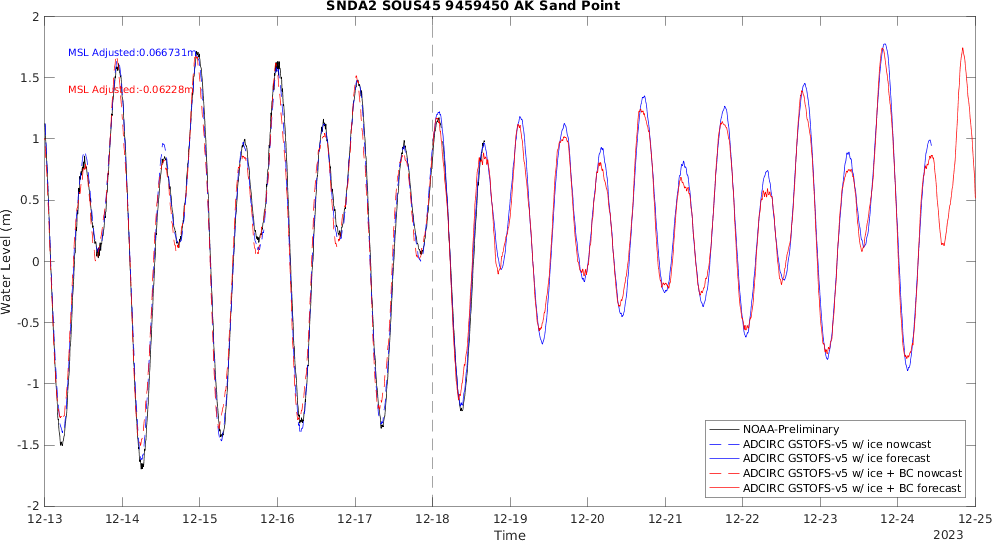 SNDA2 SOUS45 9459450 AK Sand Point
2
1.5
1
0.5
0
-0.5
-1
-1.5
-2
Water Level (m)
MSL Adjusted:0.066731m
MSL Adjusted:-0.06228m
NOAA-Preliminary
ADCIRC GSTOFS-v5 w/ ice nowcast
ADCIRC GSTOFS-v5 w/ ice forecast
ADCIRC GSTOFS-v5 w/ ice + BC nowcast
ADCIRC GSTOFS-v5 w/ ice + BC forecast
12-13 12-14 12-15 12-16 12-17 12-18 12-19 12-20 12-21 12-22 12-23 12-24 12-25
Time
2023